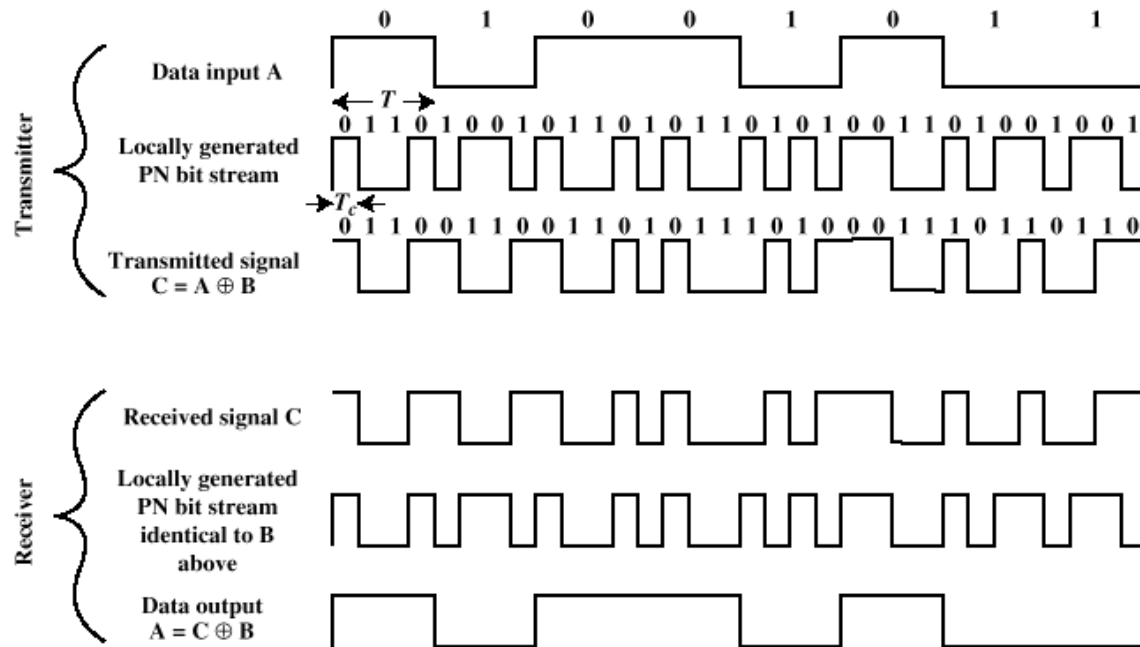 0 1 0 0 1 0 1 1
Data input A
T
0 1 1 0 1 0 0 1 0 1 1 0 1 0 1 1 0 1 0 1 0 0 1 1 0 1 0 0 1 0 0 1
Locally generated
PN bit stream
Tc
0 1 1 0 0 1 1 0 0 1 1 0 1 0 1 1 1 0 1 0 0 0 1 1 1 0 1 1 0 1 1 0
Transmitted signal
C = A ⊕ B
Transmitter
Received signal C
Locally generated
PN bit stream
identical to B
above
Data output
A = C ⊕ B
Receiver